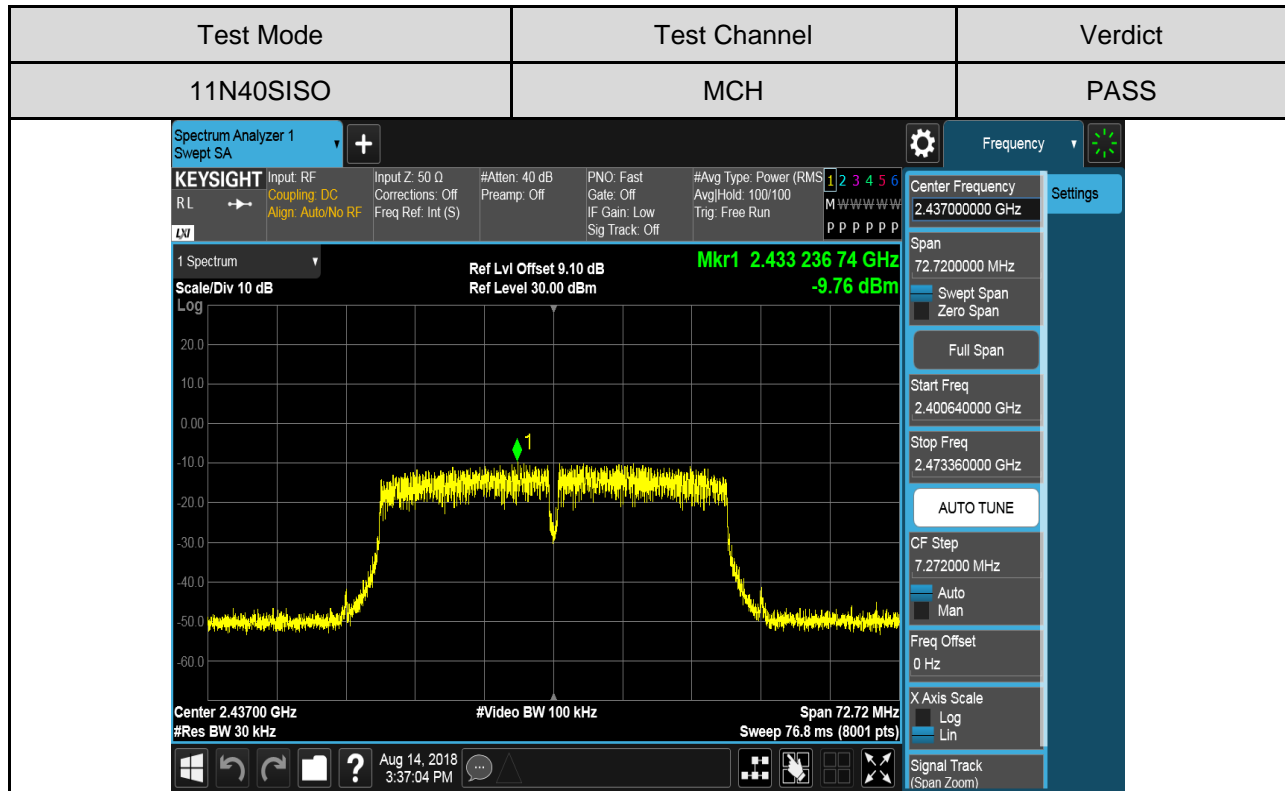 Test Mode Test Channel Verdict
11N40SISO MCH PASS
Spectrum Analyzer 1
Swept SA
+
Frequency
KEYSIGHT
RL
LXI
Input: RF
Coupling: DC
Align: Auto/No RF
Input Z: 50 Ω
Corrections: Off
Freq Ref: Int (S)
#Atten: 40 dB
Preamp: Off
PNO: Fast
Gate: Off
IF Gain: Low
Sig Track: Off
#Avg Type: Power (RMS
Avg|Hold: 100/100
Trig: Free Run
1 2 3 4 5 6
M W W W W W
P P P P P P
1 Spectrum
Scale/Div 10 dB
Ref Lvl Offset 9.10 dB
Ref Level 30.00 dBm
Mkr1 2.433 236 74 GHz
-9.76 dBm
Log
20.0
10.0
0.00
-10.0
-20.0
-30.0
-40.0
-50.0
-60.0
1
Center 2.43700 GHz
#Res BW 30 kHz
#Video BW 100 kHz
Span 72.72 MHz
Sweep 76.8 ms (8001 pts)
Center Frequency
2.437000000 GHz
Span
72.7200000 MHz
Swept Span
Zero Span
Full Span
Start Freq
2.400640000 GHz
Stop Freq
2.473360000 GHz
AUTO TUNE
CF Step
7.272000 MHz
Auto
Man
Freq Offset
0 Hz
X Axis Scale
Log
Lin
Signal Track
(Span Zoom)
Settings
?
Aug 14, 2018
3:37:04 PM